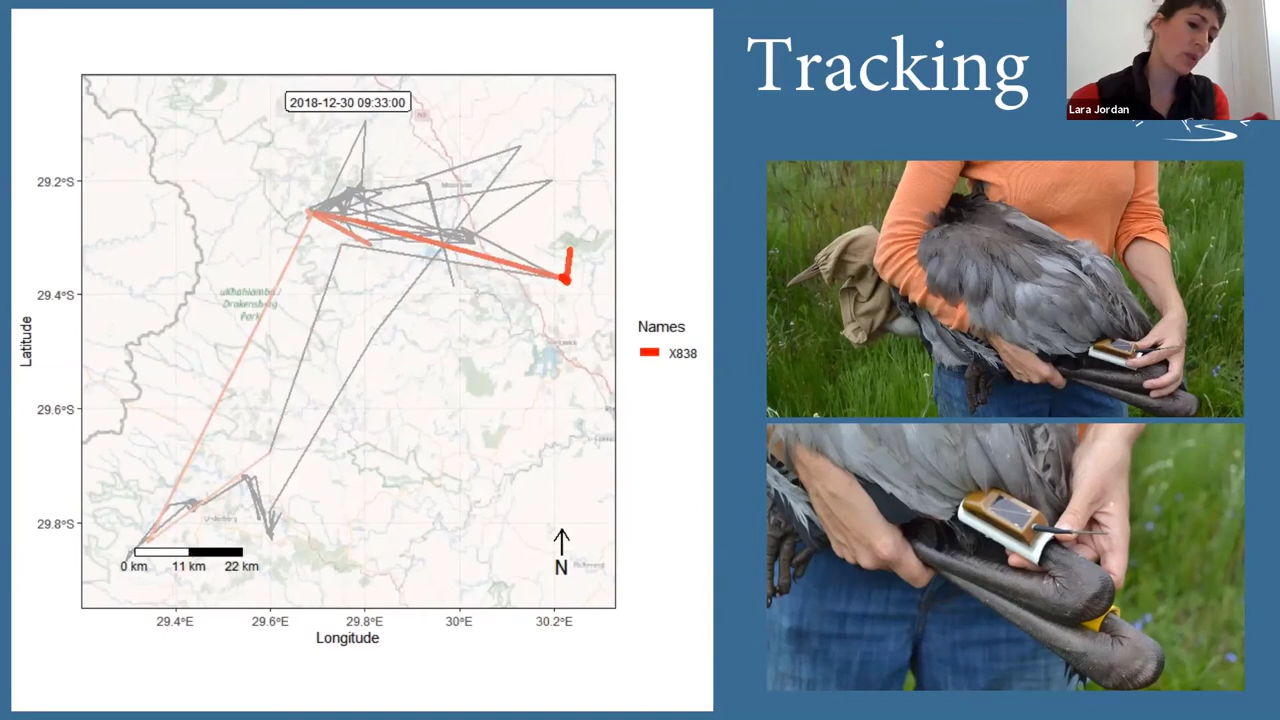 Tracking
Lara Jordan
2018-12-30 09:33:00
29.2°S
29.4°S
29.6°S
29.8°S
Latitude
uKhahlamba /
Drakensberg
Park
Underberg
0 km 11 km 22 km
N
29.4°E 29.6°E 29.8°E 30°E 30.2°E
Longitude
Names
X838